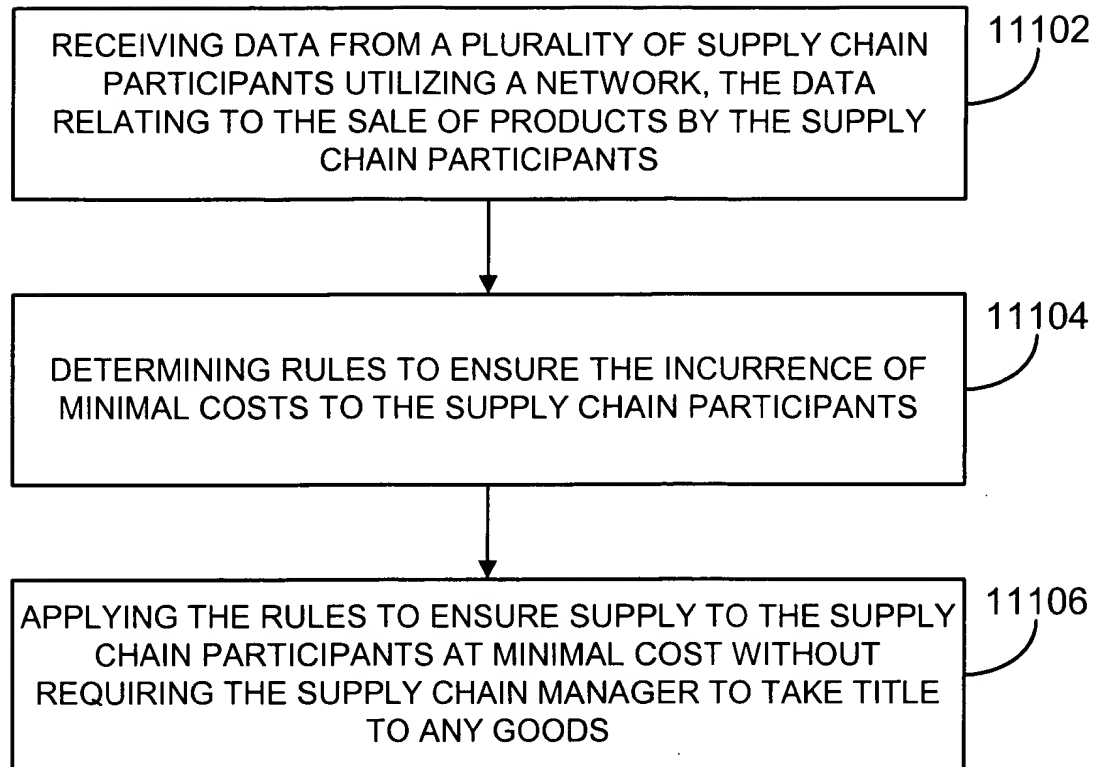 RECEIVING DATA FROM A PLURALITY OF SUPPLY CHAIN
PARTICIPANTS UTILIZING A NETWORK, THE DATA
RELATING TO THE SALE OF PRODUCTS BY THE SUPPLY
CHAIN PARTICIPANTS
11102
DETERMINING RULES TO ENSURE THE INCURRENCE OF
MINIMAL COSTS TO THE SUPPLY CHAIN PARTICIPANTS
11104
APPLYING THE RULES TO ENSURE SUPPLY TO THE SUPPLY
CHAIN PARTICIPANTS AT MINIMAL COST WITHOUT
REQUIRING THE SUPPLY CHAIN MANAGER TO TAKE TITLE
TO ANY GOODS
11106